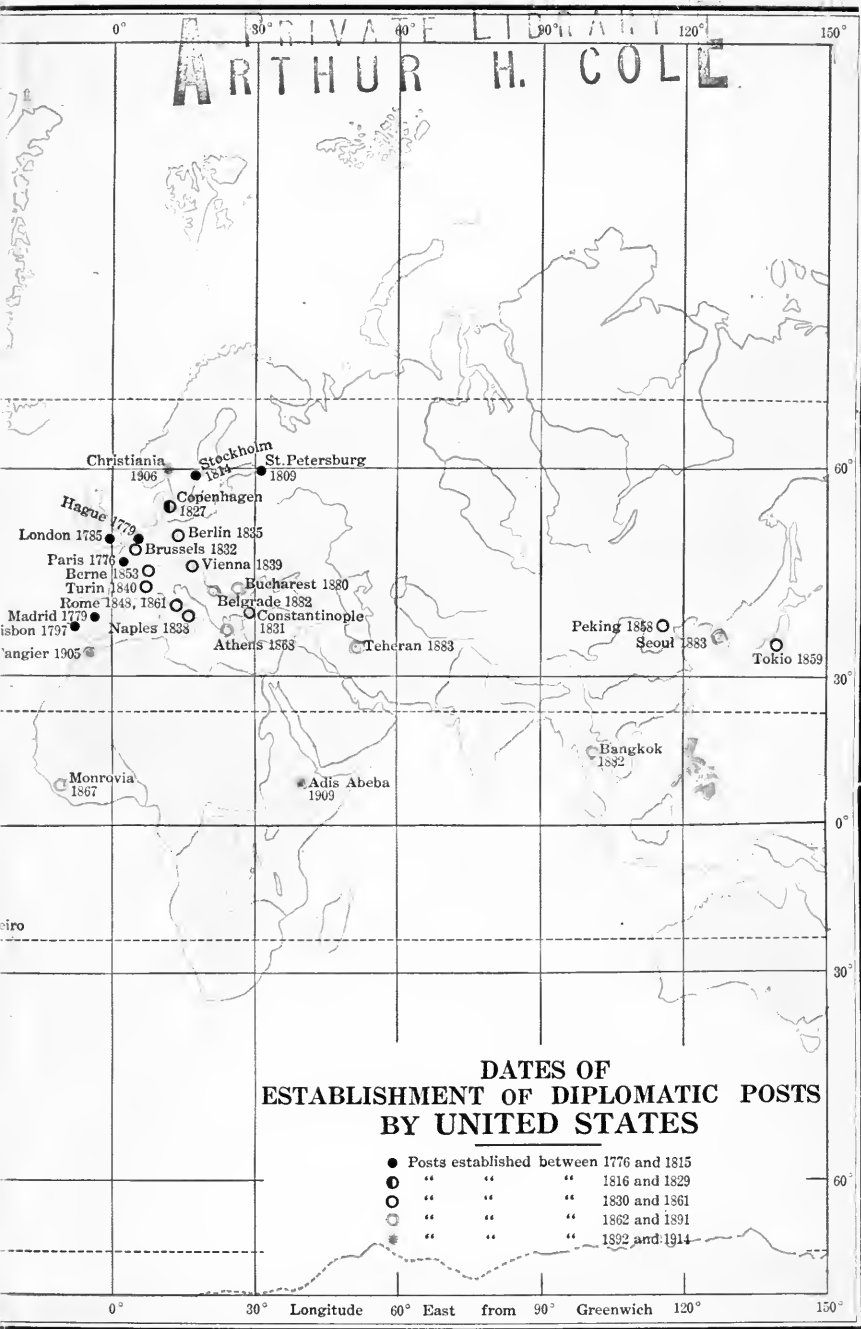 0° 30° 60° 90° 120° 150°
PRIVATE LIBRARY
ARTHUR H. COLE
60°
Christiania
1906
Stockholm
1814
St.Petersburg
1809
Copenhagen
1827
Hague 1779
London 1785
Berlin 1835
Brussels 1832
Paris 1776
Vienna 1839
Berne 1853
Turin 1840
Bucharest 1880
Rome 1848, 1861
Belgrade 1882
Madrid 1779
isbon 1797
Naples 1838
Constantinople
1831
Athens 1868
'angier 1905
Teheran 1883
Peking 1858
Seoul 1883
Tokio 1859
30°
Bangkok
1882
Monrovia
1867
Adis Abeba
1909
0°
eiro
30°
DATES OF
ESTABLISHMENT OF DIPLOMATIC POSTS
BY UNITED STATES
Posts established between 1776 and 1815
“ “ “ 1816 and 1829
“ “ “ 1830 and 1861
“ “ “ 1862 and 1891
“ “ “ 1892 and 1914
60°
0° 30° Longitude 60° East from 90° Greenwich 120° 150°